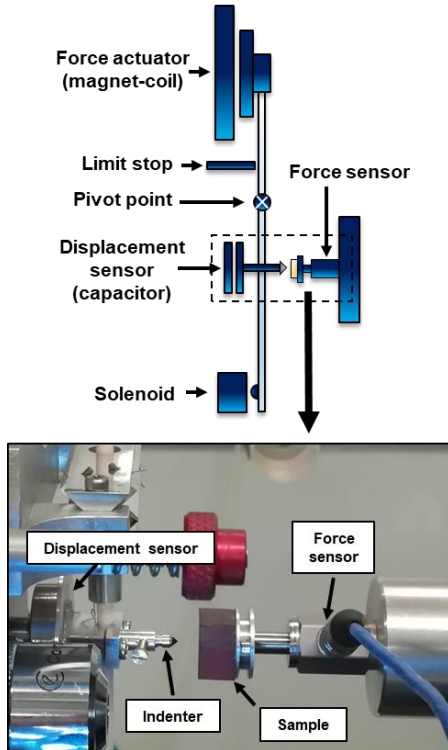 Force actuator
(magnet-coil)
Limit stop
Force sensor
Pivot point
Displacement
sensor
(capacitor)
Solenoid
Displacement sensor
Force
sensor
Indenter
Sample